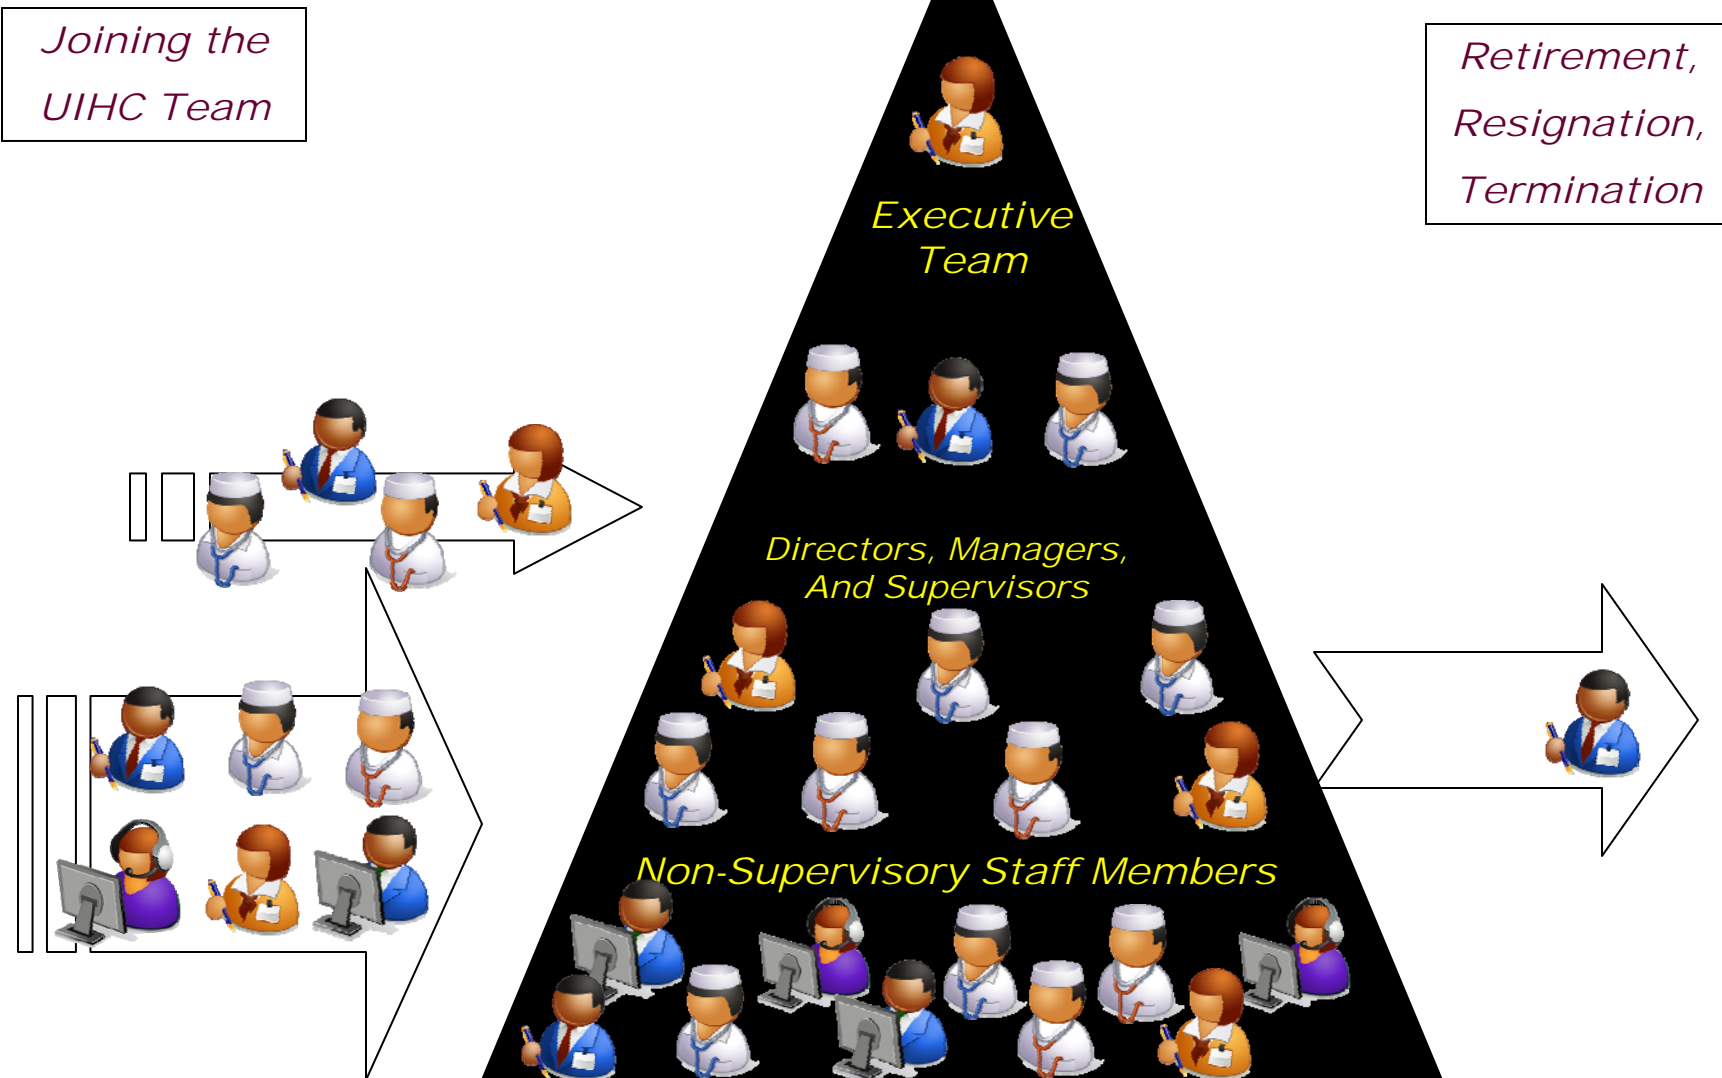 Joining the
UIHC Team
Retirement,
Resignation,
Termination
Executive
Team
Directors, Managers,
And Supervisors
Non-Supervisory Staff Members